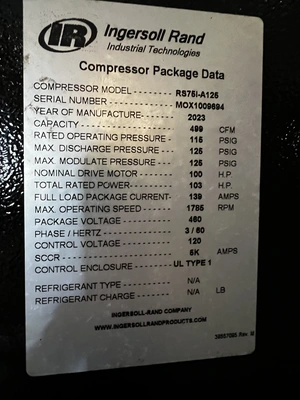 IR Ingersoll Rand
Industrial Technologies
Compressor Package Data
COMPRESSOR MODEL - - - - - RS75i-A125
SERIAL NUMBER - - - - - - - - - MOX1009694
YEAR OF MANUFACTURE - - - - - 2023
CAPACITY - - - - - - - - - - - - - - 499 CFM
RATED OPERATING PRESSURE - - - 115 PSIG
MAX. DISCHARGE PRESSURE - - - - 125 PSIG
MAX. MODULATE PRESSURE - - - - 125 PSIG
NOMINAL DRIVE MOTOR - - - - - - 100 H.P.
TOTAL RATED POWER - - - - - - - - 103 H.P.
FULL LOAD PACKAGE CURRENT - - 139 AMPS
MAX. OPERATING SPEED - - - - - - 1785 RPM
PACKAGE VOLTAGE - - - - - - - - - 460
PHASE / HERTZ - - - - - - - - - - - 3 / 60
CONTROL VOLTAGE - - - - - - - - - 120
SCCR - - - - - - - - - - - - - - - - - 5K AMPS
CONTROL ENCLOSURE - - - - - - UL TYPE 1
REFRIGERANT TYPE - - - - - - - - N/A
REFRIGERANT CHARGE - - - - - - - N/A LB
INGERSOLL-RAND COMPANY
WWW.INGERSOLLRANDPRODUCTS.COM